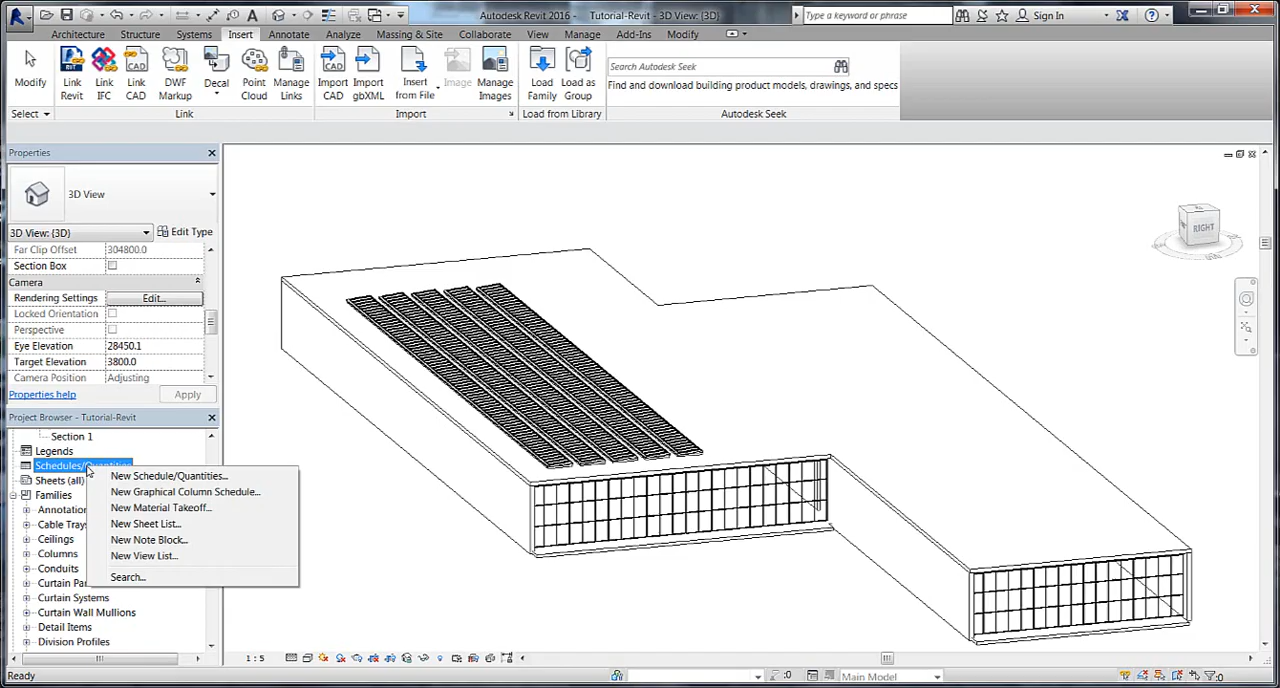 Autodesk Revit 2016 - Tutorial-Revit - 3D View: {3D}
Type a keyword or phrase
Sign In
Architecture Structure Systems Insert Annotate Analyze Massing & Site Collaborate View Manage Add-Ins Modify
Modify
Link Revit
Link IFC
Link CAD
DWF Markup
Decal
Point Cloud
Manage Links
Import CAD
Import gbXML
Insert from File
Image
Manage Images
Load Family
Load as Group
Search Autodesk Seek
Find and download building product models, drawings, and specs
Select
Link
Import
Load from Library
Autodesk Seek
Properties
3D View
3D View: {3D}
Edit Type
Far Clip Offset 304800.0
Section Box
Camera
Rendering Settings Edit...
Locked Orientation
Perspective
Eye Elevation 28450.1
Target Elevation 3800.0
Camera Position Adjusting
Properties help
Apply
Project Browser - Tutorial-Revit
Section 1
Legends
Schedules/Quantities
Sheets (all)
Families
Annotation
Cable Trays
Ceilings
Columns
Conduits
Curtain Pa
Curtain Systems
Curtain Wall Mullions
Detail Items
Division Profiles
New Schedule/Quantities...
New Graphical Column Schedule...
New Material Takeoff...
New Sheet List...
New Note Block...
New View List...
Search...
RIGHT
1 : 5
Ready
:0
Main Model
:0